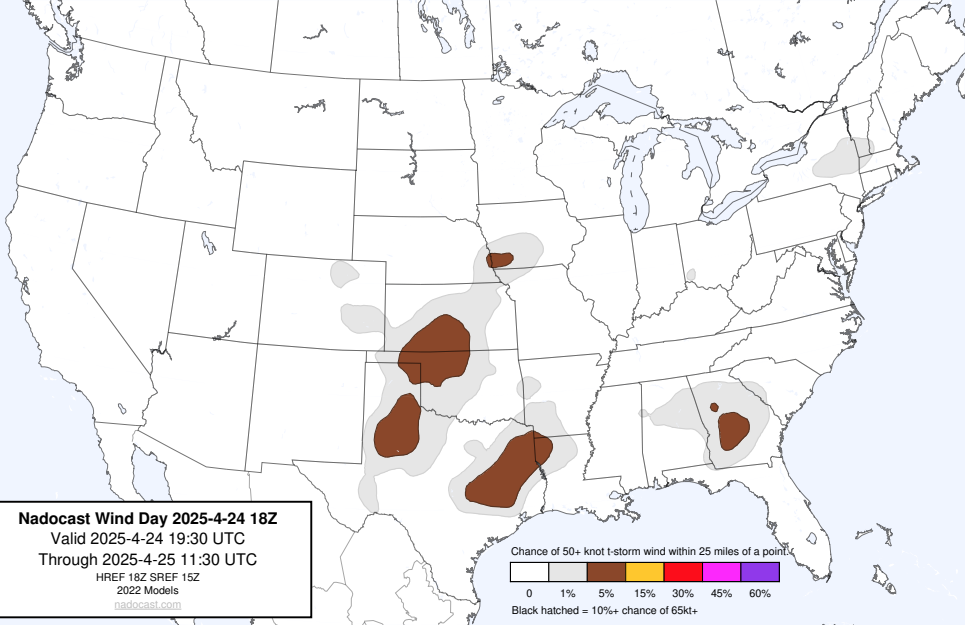 Nadocast Wind Day 2025-4-24 18Z
Valid 2025-4-24 19:30 UTC
Through 2025-4-25 11:30 UTC
HREF 18Z SREF 15Z
2022 Models
nadocast.com
Chance of 50+ knot t-storm wind within 25 miles of a point.
0 1% 5% 15% 30% 45% 60%
Black hatched = 10%+ chance of 65kt+